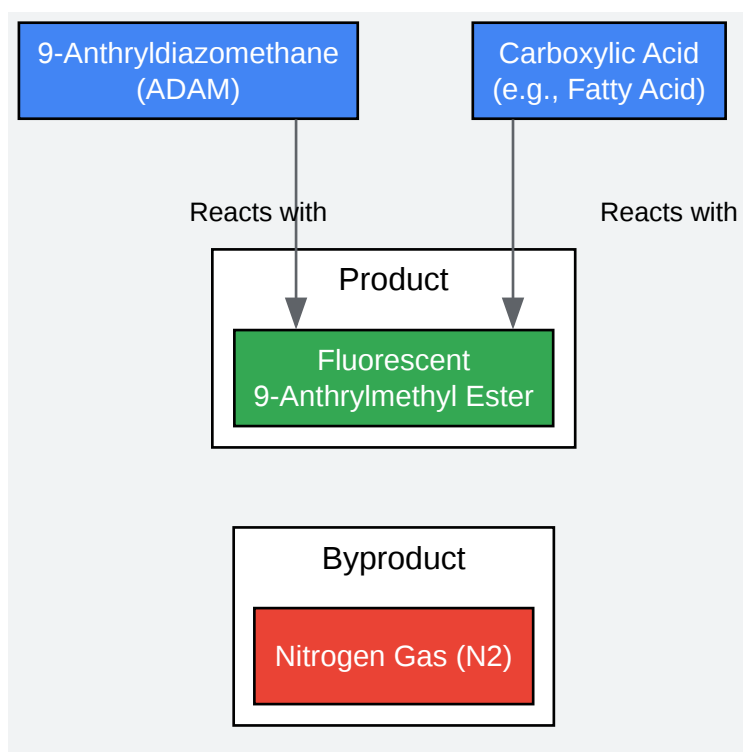 9-Anthryldiazomethane
(ADAM)
Carboxylic Acid
(e.g., Fatty Acid)
Reacts with
Reacts with
Product
Fluorescent
9-Anthrylmethyl Ester
Byproduct
Nitrogen Gas (N2)